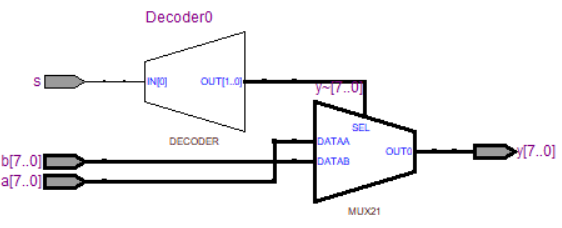 Decoder0
s
IN[0]
OUT[1..0]
y~[7..0]
DECODER
SEL
DATAA
DATAB
OUT0
b[7..0]
a[7..0]
y[7..0]
MUX21